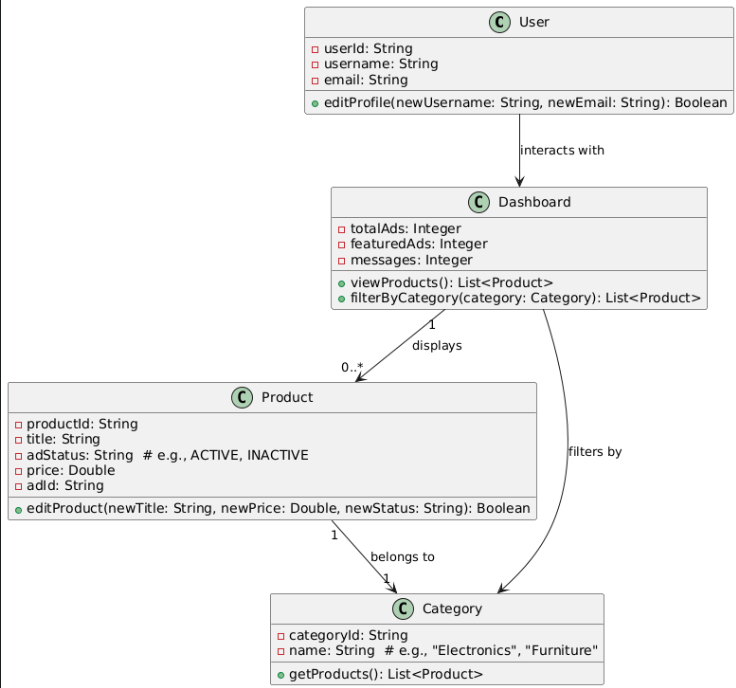 C User
userId: String
username: String
email: String
editProfile(newUsername: String, newEmail: String): Boolean
interacts with
C Dashboard
totalAds: Integer
featuredAds: Integer
messages: Integer
viewProducts(): List<Product>
filterByCategory(category: Category): List<Product>
1
displays
0..*
C Product
productId: String
title: String
adStatus: String # e.g., ACTIVE, INACTIVE
price: Double
adId: String
editProduct(newTitle: String, newPrice: Double, newStatus: String): Boolean
filters by
1
belongs to
1
C Category
categoryId: String
name: String # e.g., "Electronics", "Furniture"
getProducts(): List<Product>